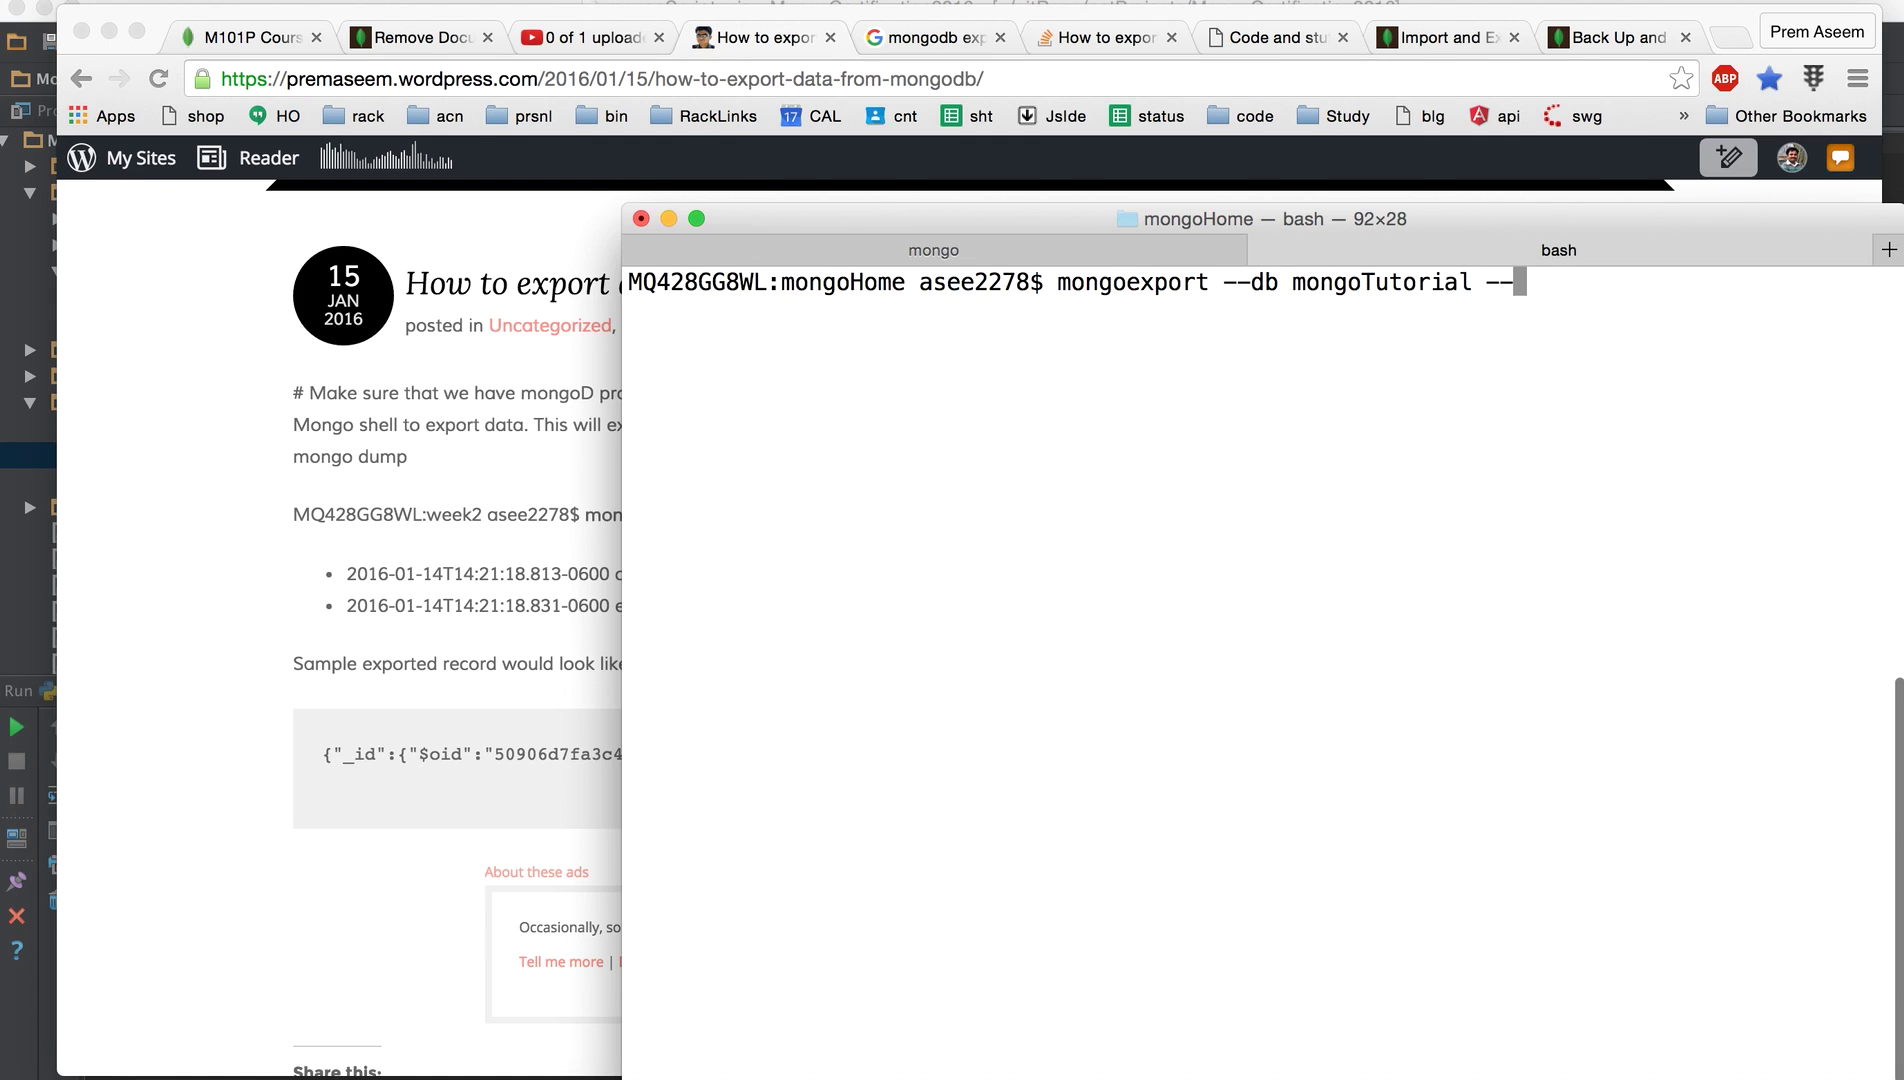 M101P Cours
Remove Docu
0 of 1 uploade
How to expor
mongodb exp
How to expor
Code and stu
Import and Ex
Back Up and
Prem Aseem
https://premaseem.wordpress.com/2016/01/15/how-to-export-data-from-mongodb/
ABP
Apps
shop
HO
rack
acn
prsnl
bin
RackLinks
17 CAL
cnt
sht
JsIde
status
code
Study
blg
api
swg
»
Other Bookmarks
My Sites
Reader
mongoHome — bash — 92×28
mongo
bash
MQ428GG8WL:mongoHome asee2278$ mongoexport --db mongoTutorial --
15
JAN
2016
How to export
posted in Uncategorized,
# Make sure that we have mongoD pro
Mongo shell to export data. This will ex
mongo dump
MQ428GG8WL:week2 asee2278$ mon
• 2016-01-14T14:21:18.813-0600 c
• 2016-01-14T14:21:18.831-0600 e
Sample exported record would look like
{"_id":{"$oid":"50906d7fa3c4
About these ads
Occasionally, so
Tell me more |
Share this:
Run